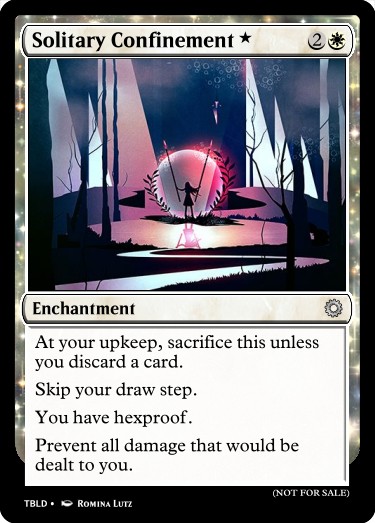 Solitary Confinement ★ 2
Enchantment
At your upkeep, sacrifice this unless
you discard a card.
Skip your draw step.
You have hexproof.
Prevent all damage that would be
dealt to you.
(NOT FOR SALE)
TBLD • Romina Lutz